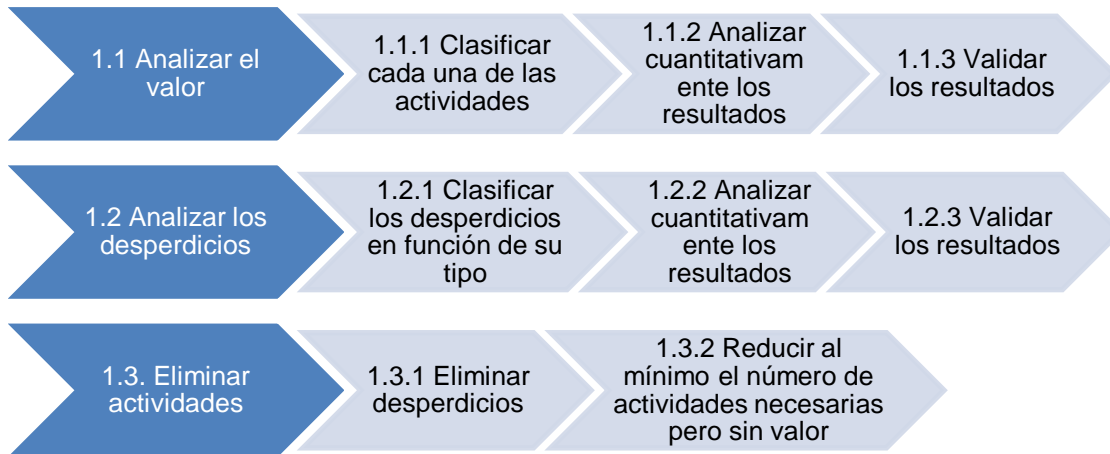 1.1 Analizar el
valor
1.1.1 Clasificar
cada una de las
actividades
1.1.2 Analizar
cuantitativam
ente los
resultados
1.1.3 Validar
los resultados
1.2 Analizar los
desperdicios
1.2.1 Clasificar
los desperdicios
en función de su
tipo
1.2.2 Analizar
cuantitativam
ente los
resultados
1.2.3 Validar
los resultados
1.3. Eliminar
actividades
1.3.1 Eliminar
desperdicios
1.3.2 Reducir al
mínimo el número de
actividades necesarias
pero sin valor